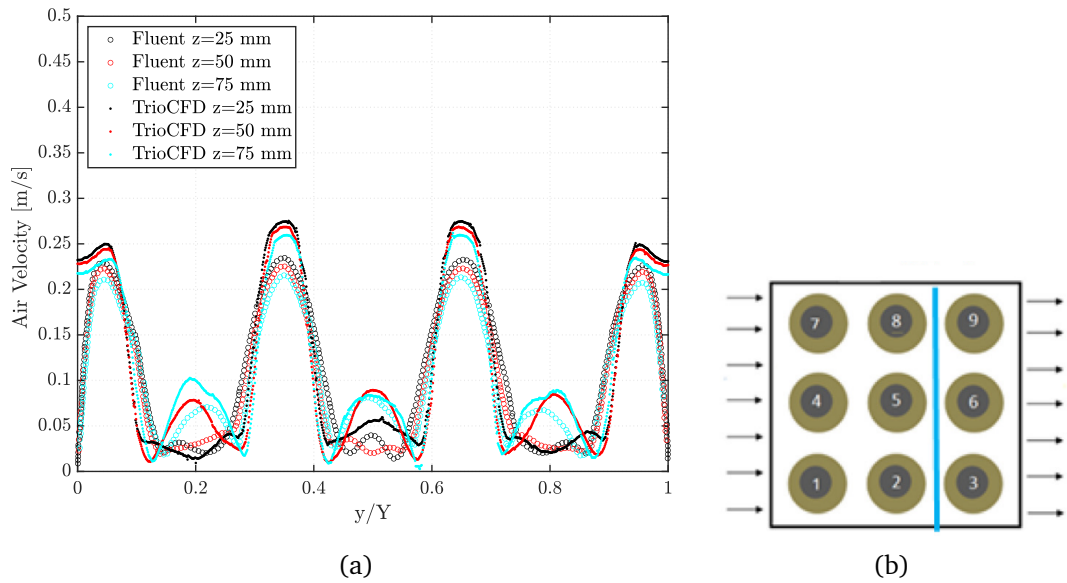 0.5
0.45
0.4
0.35
0.3
0.25
0.2
0.15
0.1
0.05
0
Air Velocity [m/s]
Fluent z=25 mm
Fluent z=50 mm
Fluent z=75 mm
TrioCFD z=25 mm
TrioCFD z=50 mm
TrioCFD z=75 mm
0 0.2 0.4 0.6 0.8 1
y/Y
(a)
7 8 9
4 5 6
1 2 3
(b)